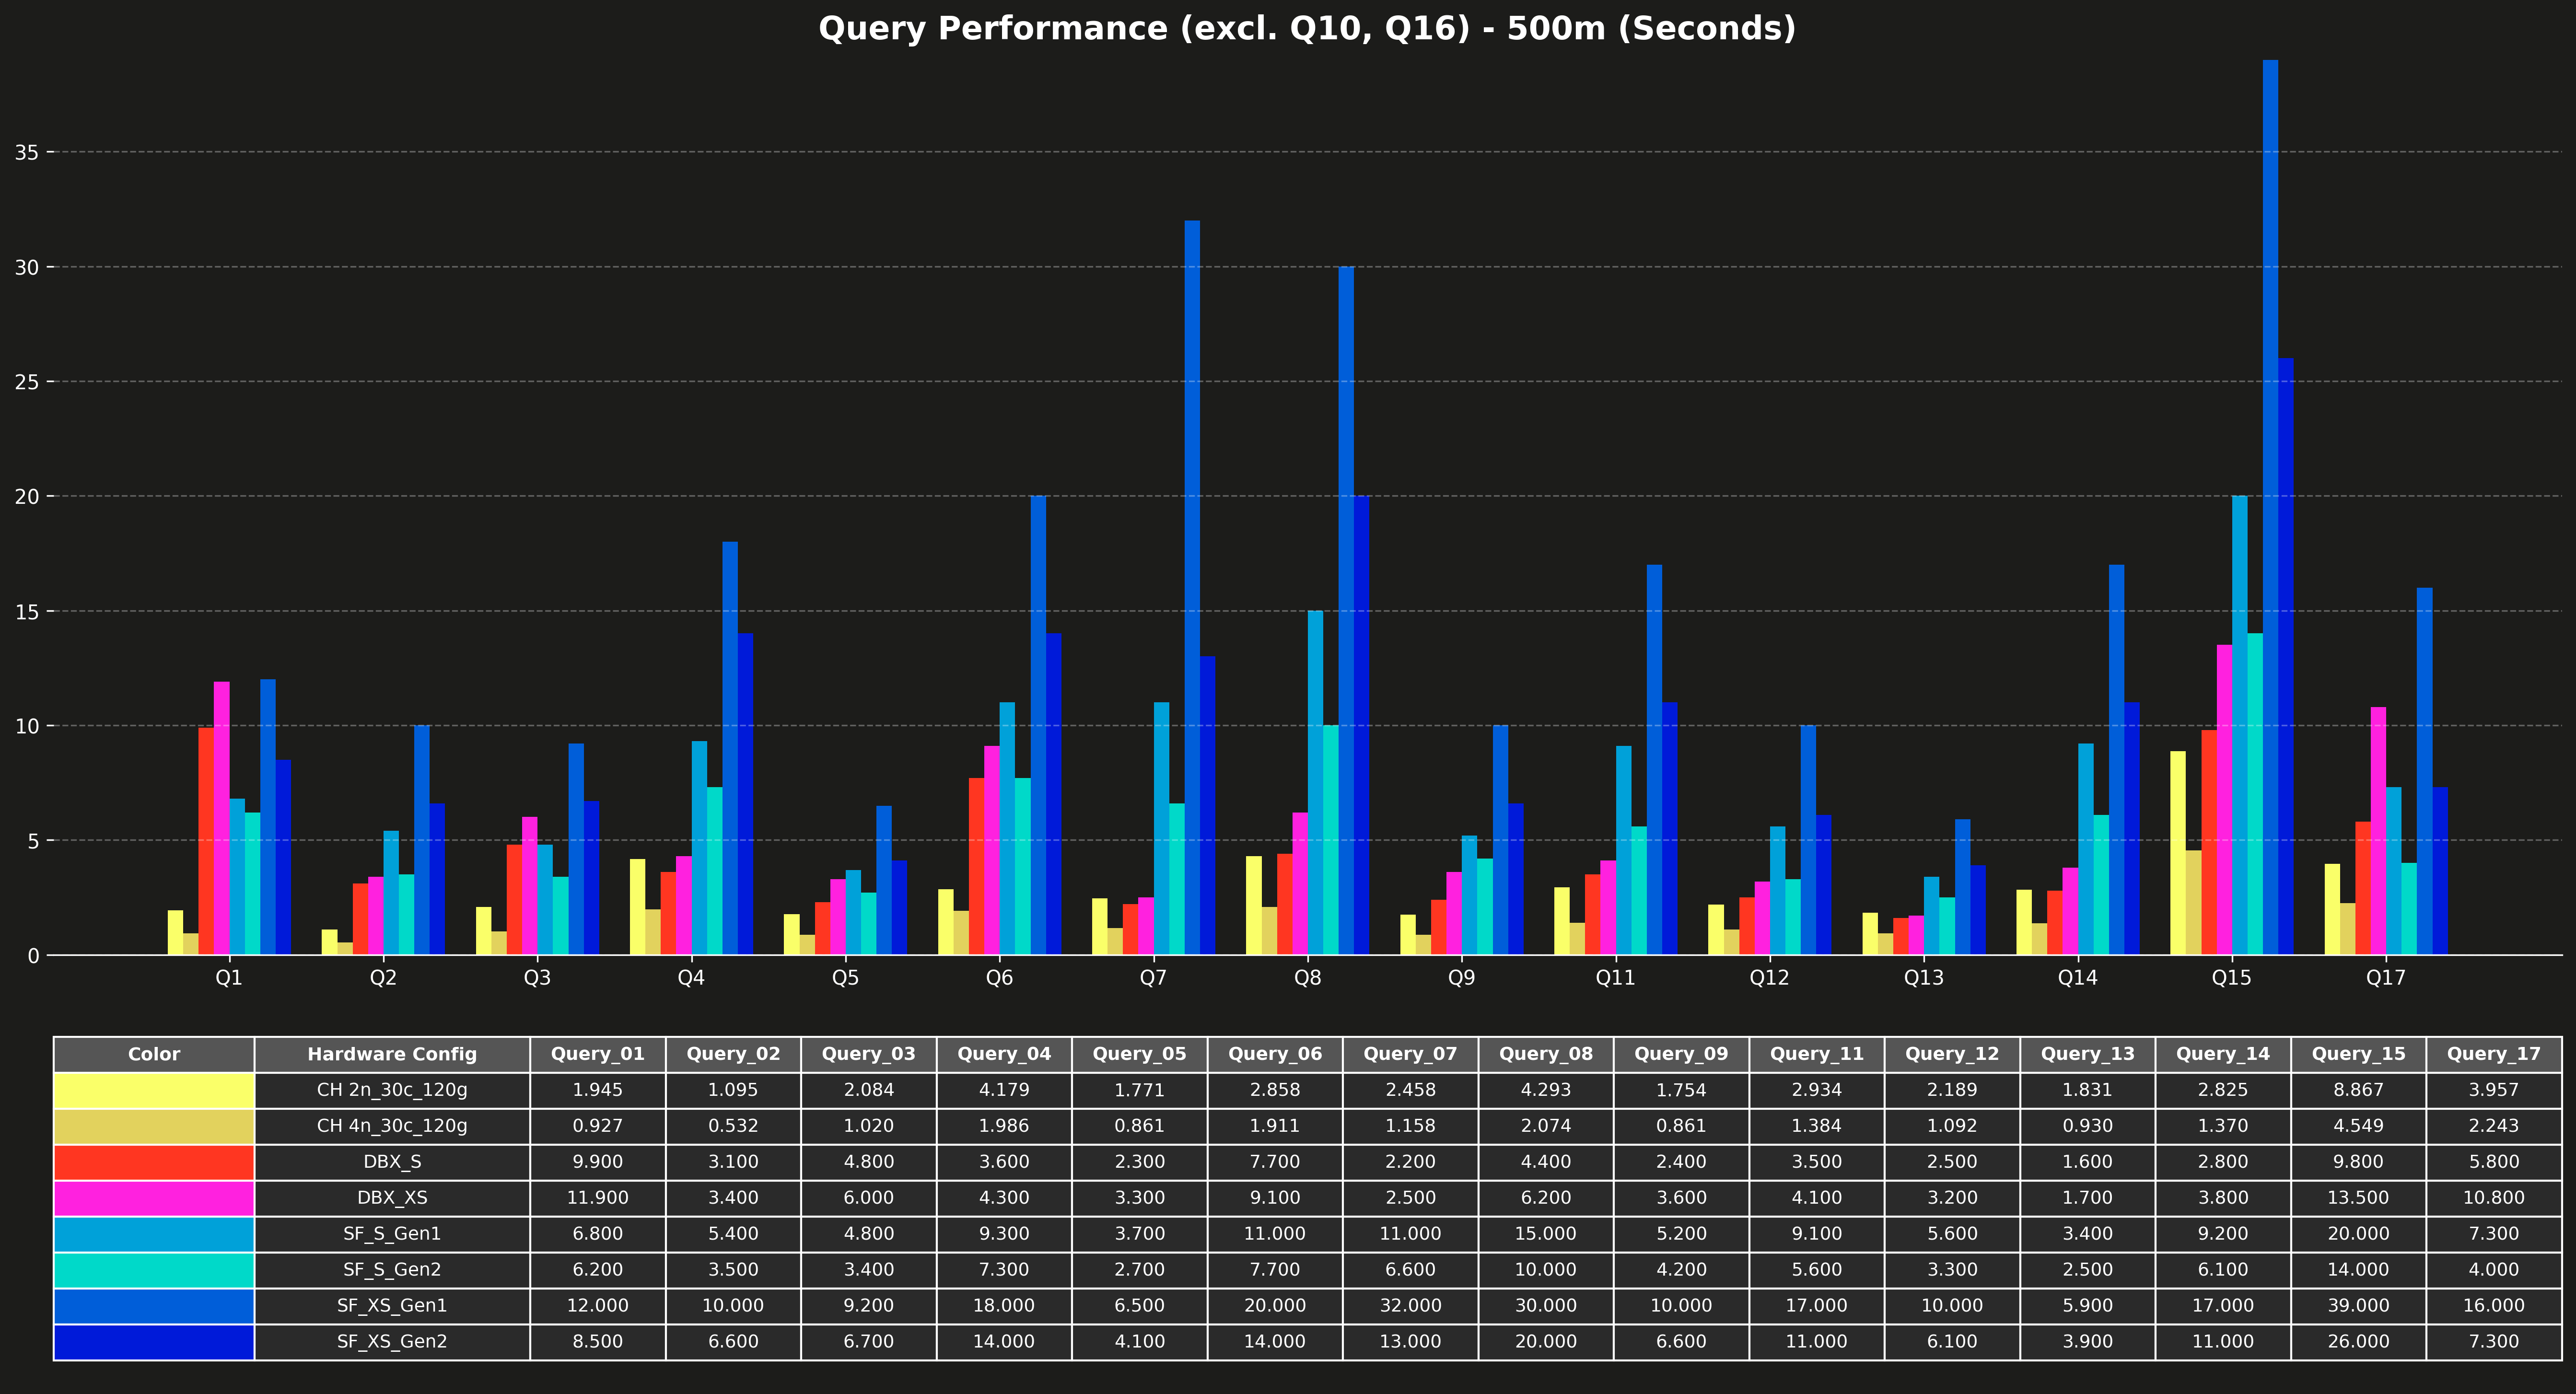 Query Performance (excl. Q10, Q16) - 500m (Seconds)
35
30
25
20
15
10
5
0
Q1 Q2 Q3 Q4 Q5 Q6 Q7 Q8 Q9 Q11 Q12 Q13 Q14 Q15 Q17
Color Hardware Config Query_01 Query_02 Query_03 Query_04 Query_05 Query_06 Query_07 Query_08 Query_09 Query_11 Query_12 Query_13 Query_14 Query_15 Query_17
CH 2n_30c_120g 1.945 1.095 2.084 4.179 1.771 2.858 2.458 4.293 1.754 2.934 2.189 1.831 2.825 8.867 3.957
CH 4n_30c_120g 0.927 0.532 1.020 1.986 0.861 1.911 1.158 2.074 0.861 1.384 1.092 0.930 1.370 4.549 2.243
DBX_S 9.900 3.100 4.800 3.600 2.300 7.700 2.200 4.400 2.400 3.500 2.500 1.600 2.800 9.800 5.800
DBX_XS 11.900 3.400 6.000 4.300 3.300 9.100 2.500 6.200 3.600 4.100 3.200 1.700 3.800 13.500 10.800
SF_S_Gen1 6.800 5.400 4.800 9.300 3.700 11.000 11.000 15.000 5.200 9.100 5.600 3.400 9.200 20.000 7.300
SF_S_Gen2 6.200 3.500 3.400 7.300 2.700 7.700 6.600 10.000 4.200 5.600 3.300 2.500 6.100 14.000 4.000
SF_XS_Gen1 12.000 10.000 9.200 18.000 6.500 20.000 32.000 30.000 10.000 17.000 10.000 5.900 17.000 39.000 16.000
SF_XS_Gen2 8.500 6.600 6.700 14.000 4.100 14.000 13.000 20.000 6.600 11.000 6.100 3.900 11.000 26.000 7.300